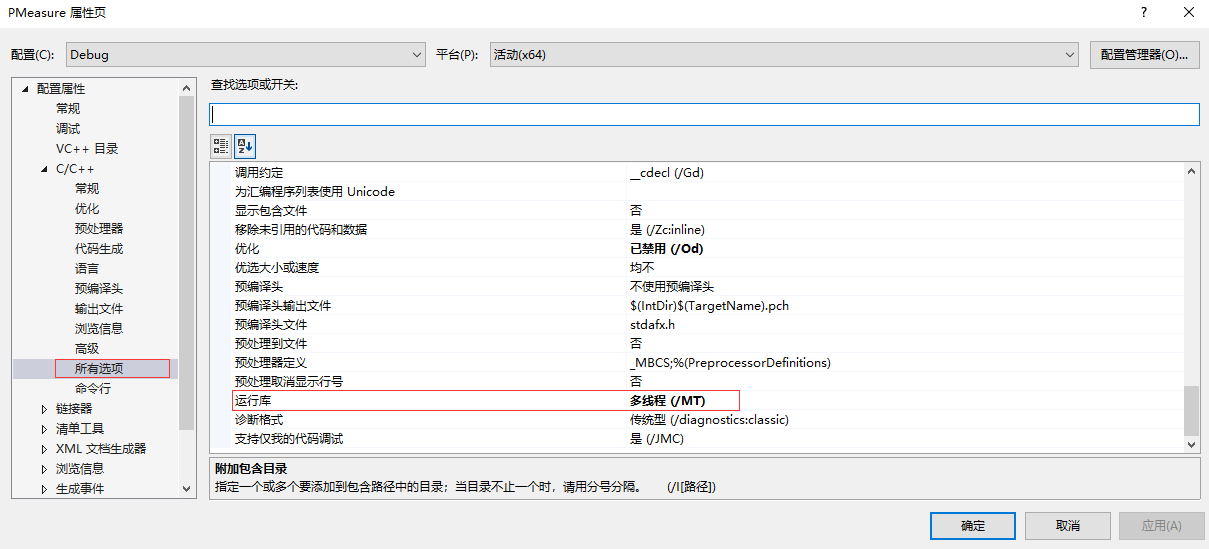 PMeasure 属性页
配置(C): Debug 平台(P): 活动(x64) 配置管理器(O)...
配置属性
常规
调试
VC++ 目录
C/C++
常规
优化
预处理器
代码生成
语言
预编译头
输出文件
浏览信息
高级
所有选项
命令行
链接器
清单工具
XML 文档生成器
浏览信息
生成事件
查找选项或开关:
调用约定 __cdecl (/Gd)
为汇编程序列表使用 Unicode
显示包含文件 否
移除未引用的代码和数据 是 (/Zc:inline)
优化 已禁用 (/Od)
优选大小或速度 均不
预编译头 不使用预编译头
预编译头输出文件 $(IntDir)$(TargetName).pch
预编译头文件 stdafx.h
预处理到文件 否
预处理器定义 _MBCS;%(PreprocessorDefinitions)
预处理取消显示行号 否
运行库 多线程 (/MT)
诊断格式 传统型 (/diagnostics:classic)
支持仅我的代码调试 是 (/JMC)
附加包含目录
指定一个或多个要添加到包含路径中的目录；当目录不止一个时，请用分号分隔。 (/I[路径])
确定 取消 应用(A)